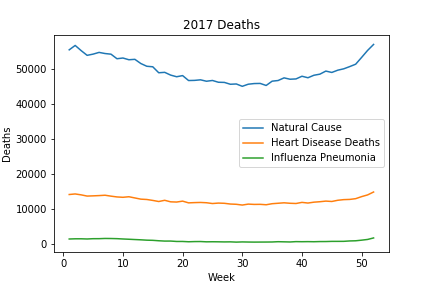 2017 Deaths
Deaths
50000
40000
30000
20000
10000
0
Natural Cause
Heart Disease Deaths
Influenza Pneumonia
0 10 20 30 40 50
Week